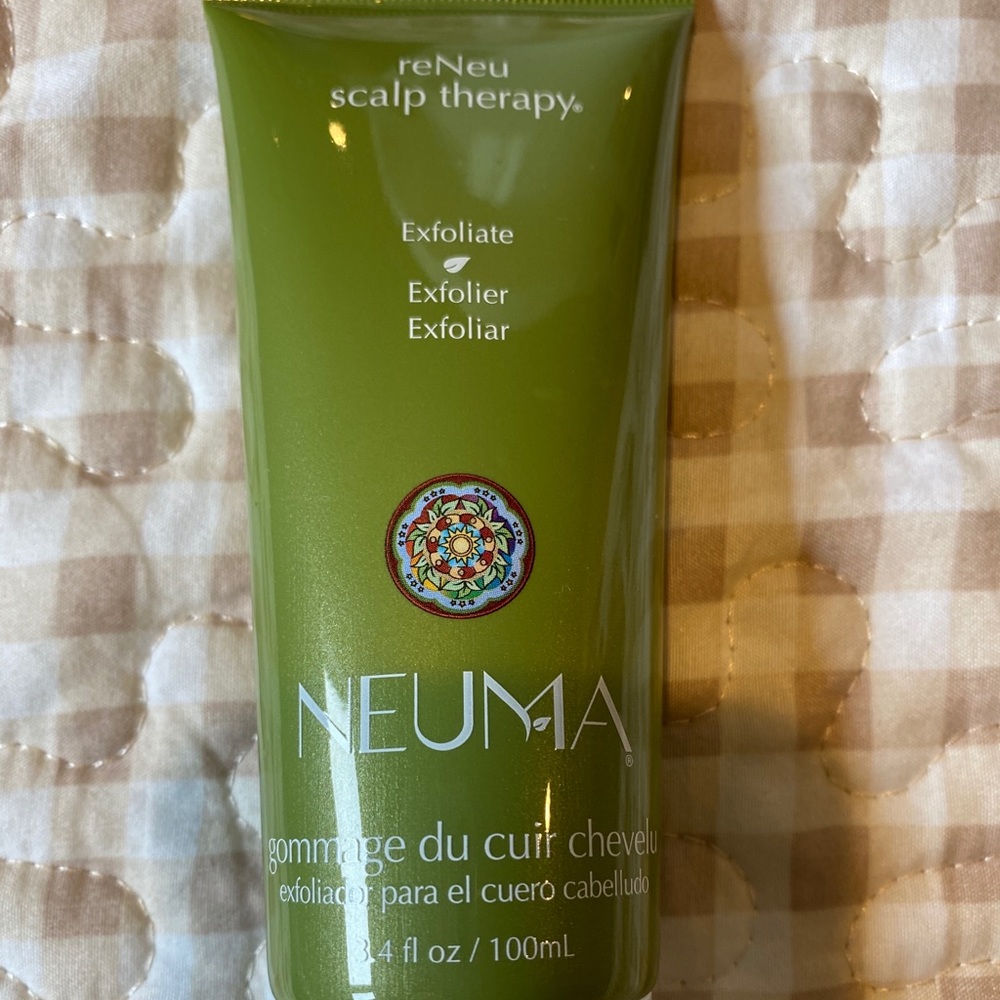 reNeu
scalp therapy®
Exfoliate
Exfolier
Exfoliar
NEUMA®
gommage du cuir chevelu
exfoliador para el cuero cabelludo
3.4 fl oz / 100mL